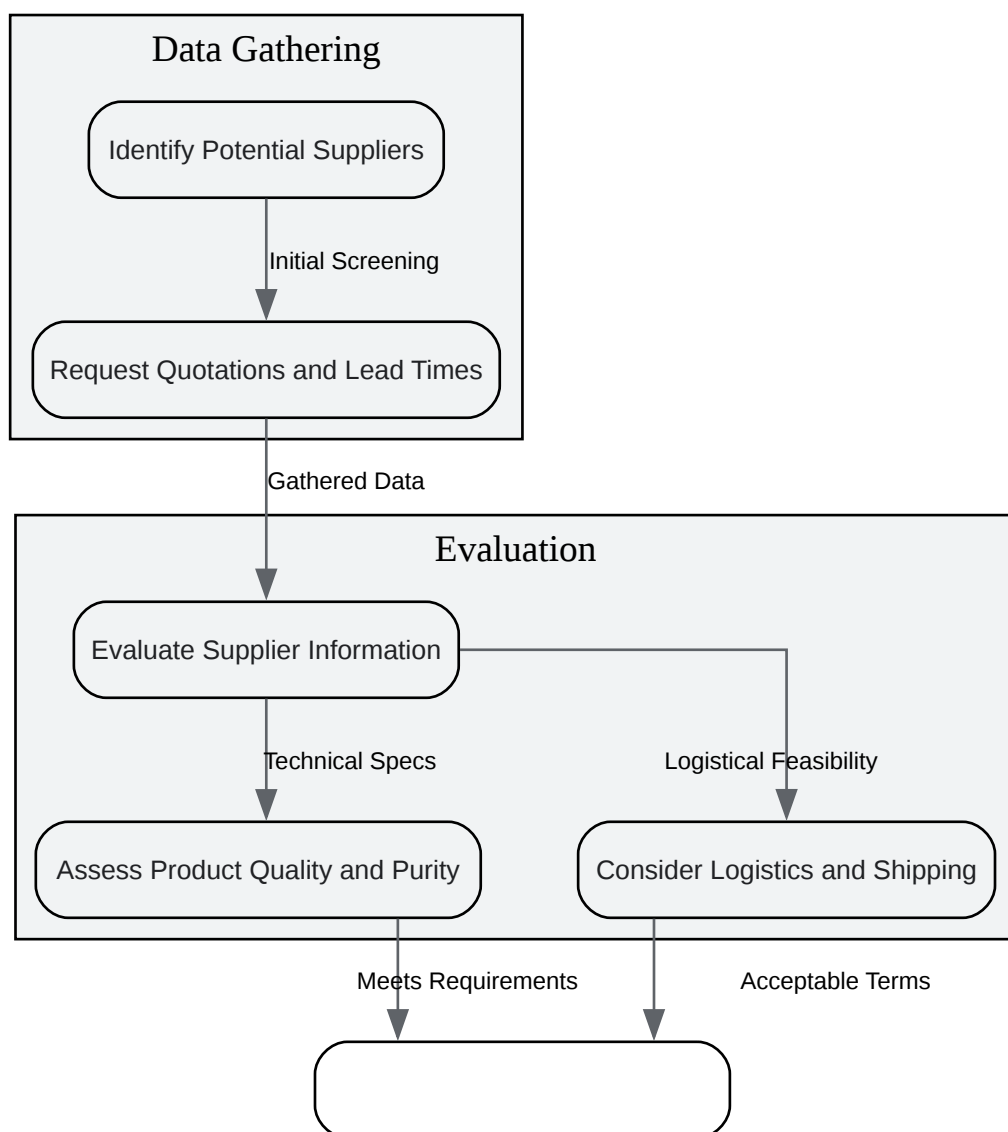 Data Gathering
Identify Potential Suppliers
Initial Screening
Request Quotations and Lead Times
Gathered Data
Evaluation
Evaluate Supplier Information
Technical Specs
Logistical Feasibility
Assess Product Quality and Purity
Consider Logistics and Shipping
Meets Requirements
Acceptable Terms